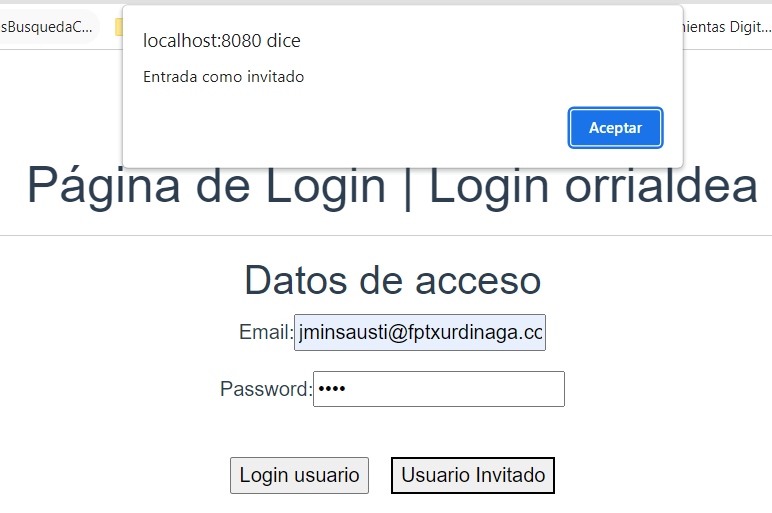 sBusquedaC...
mientas Digit...
localhost:8080 dice
Entrada como invitado
Aceptar
Página de Login | Login orrialdea
Datos de acceso
Email: jminsausti@fptxurdinaga.cc
Password: ••••
Login usuario Usuario Invitado